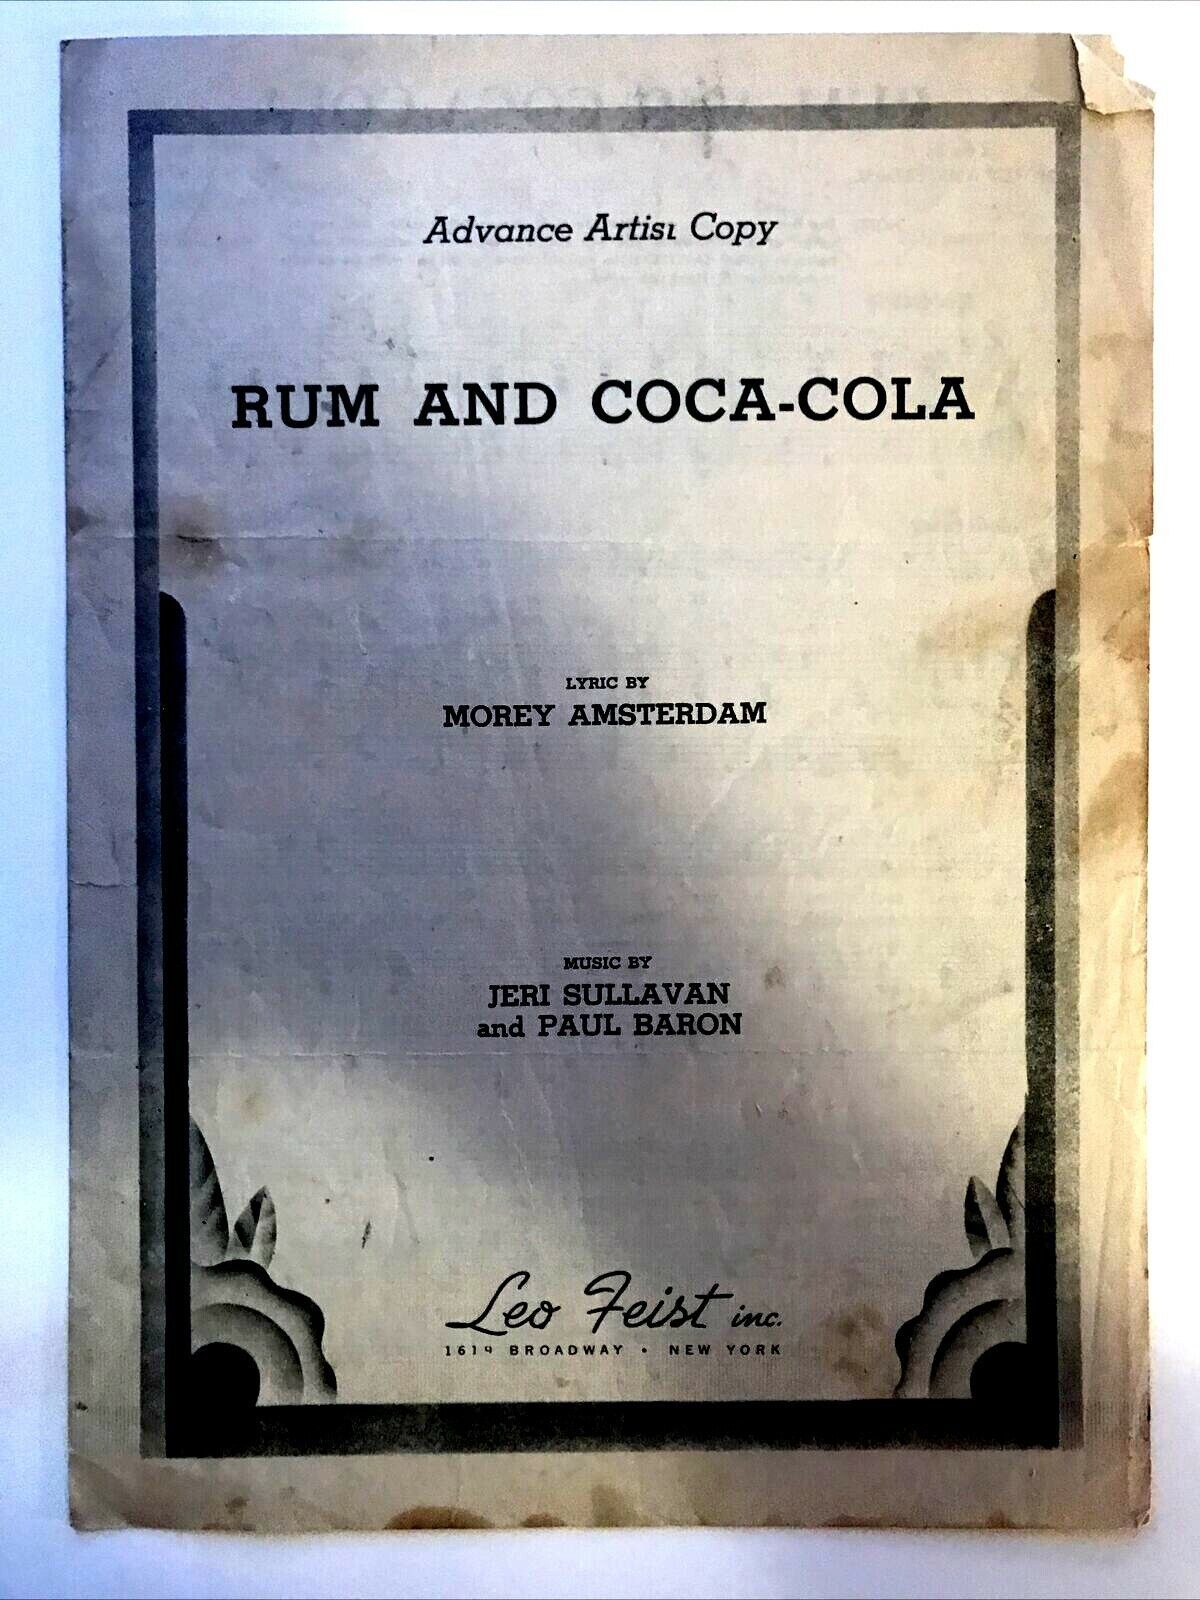 Advance Artist Copy
RUM AND COCA-COLA
LYRIC BY
MOREY AMSTERDAM
MUSIC BY
JERI SULLAVAN
and PAUL BARON
Leo Feist inc.
1619 BROADWAY • NEW YORK